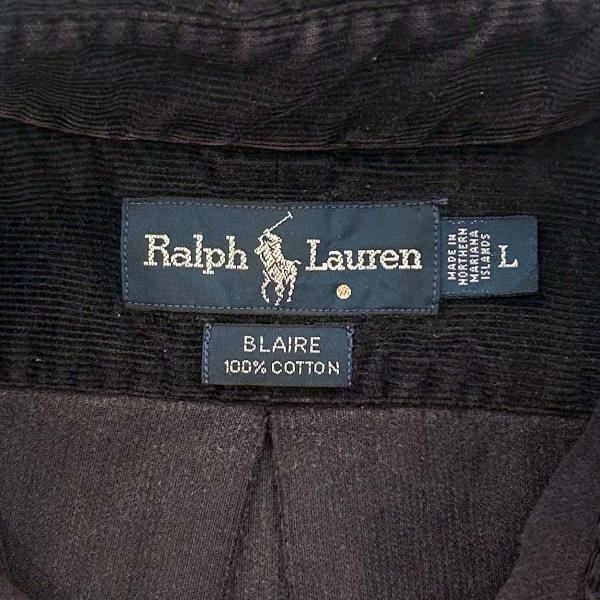 Ralph Lauren
MADE IN
NORTHERN
MARIANA
ISLANDS
L
BLAIRE
100% COTTON